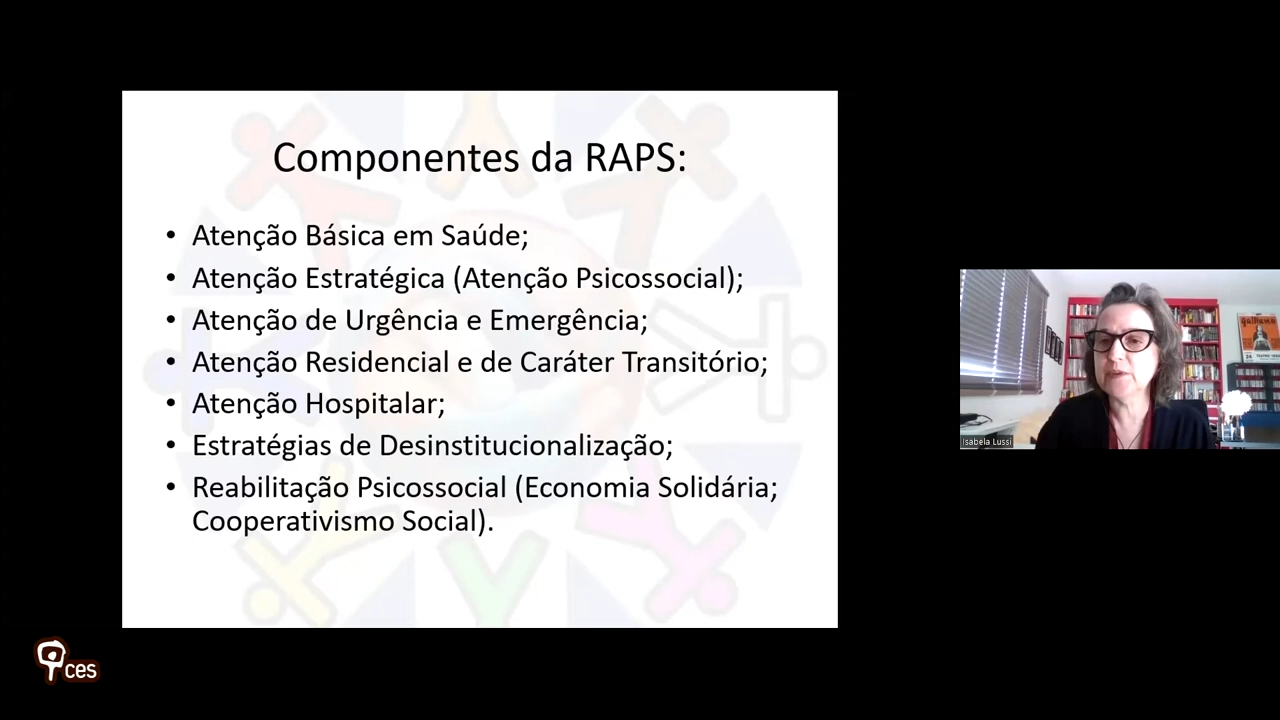 Componentes da RAPS:
• Atenção Básica em Saúde;
• Atenção Estratégica (Atenção Psicossocial);
• Atenção de Urgência e Emergência;
• Atenção Residencial e de Caráter Transitório;
• Atenção Hospitalar;
• Estratégias de Desinstitucionalização;
• Reabilitação Psicossocial (Economia Solidária;
Cooperativismo Social).
Isabela Lussi
ces